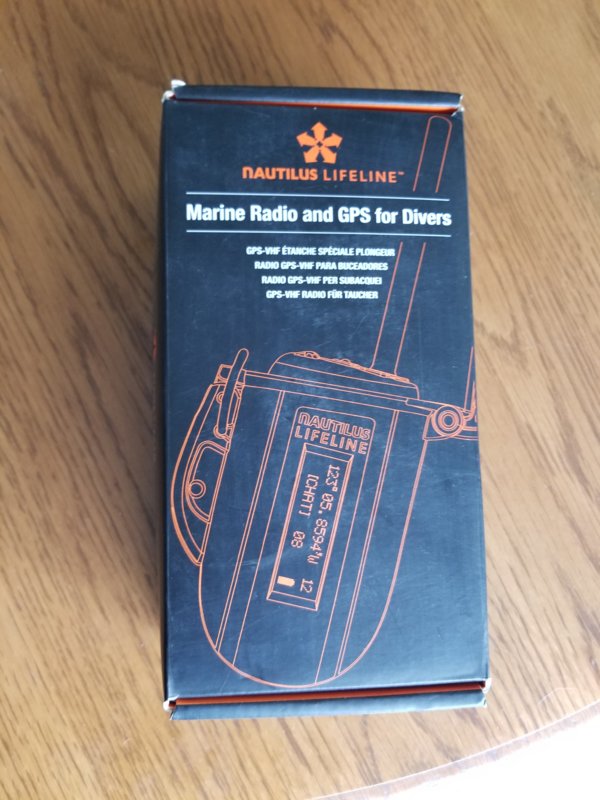 NAUTILUS LIFELINE™
Marine Radio and GPS for Divers
GPS-VHF ÉTANCHE SPÉCIALE PLONGEUR
RADIO GPS-VHF PARA BUCEADORES
RADIO GPS-VHF PER SUBACQUEI
GPS-VHF RADIO FÜR TAUCHER
NAUTILUS
LIFELINE
123° 05.8594'W 12
[CHAT] 08